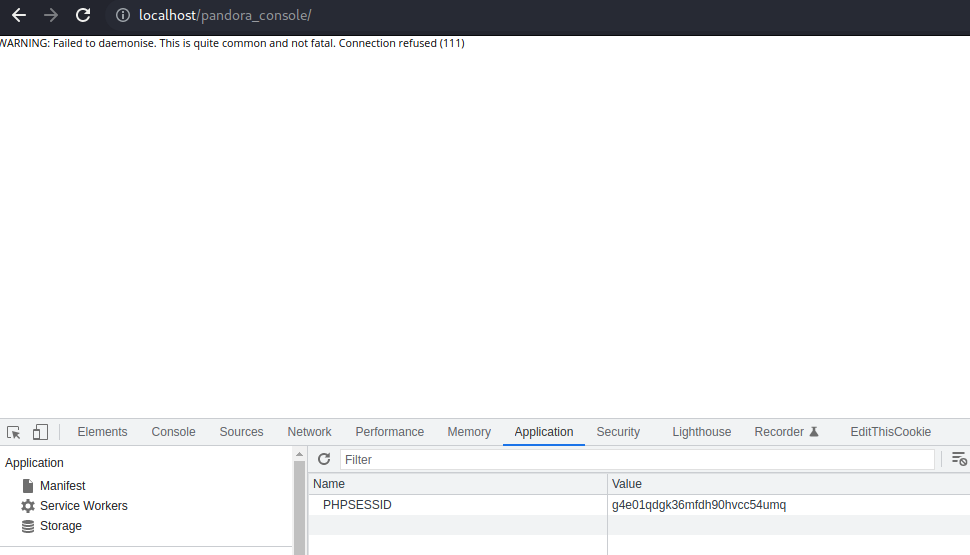 localhost/pandora_console/
WARNING: Failed to daemonise. This is quite common and not fatal. Connection refused (111)
Elements Console Sources Network Performance Memory Application Security Lighthouse Recorder EditThisCookie
Application
Filter
Manifest
Service Workers
Storage
Name Value
PHPSESSID g4e01qdgk36mfdh90hvcc54umq